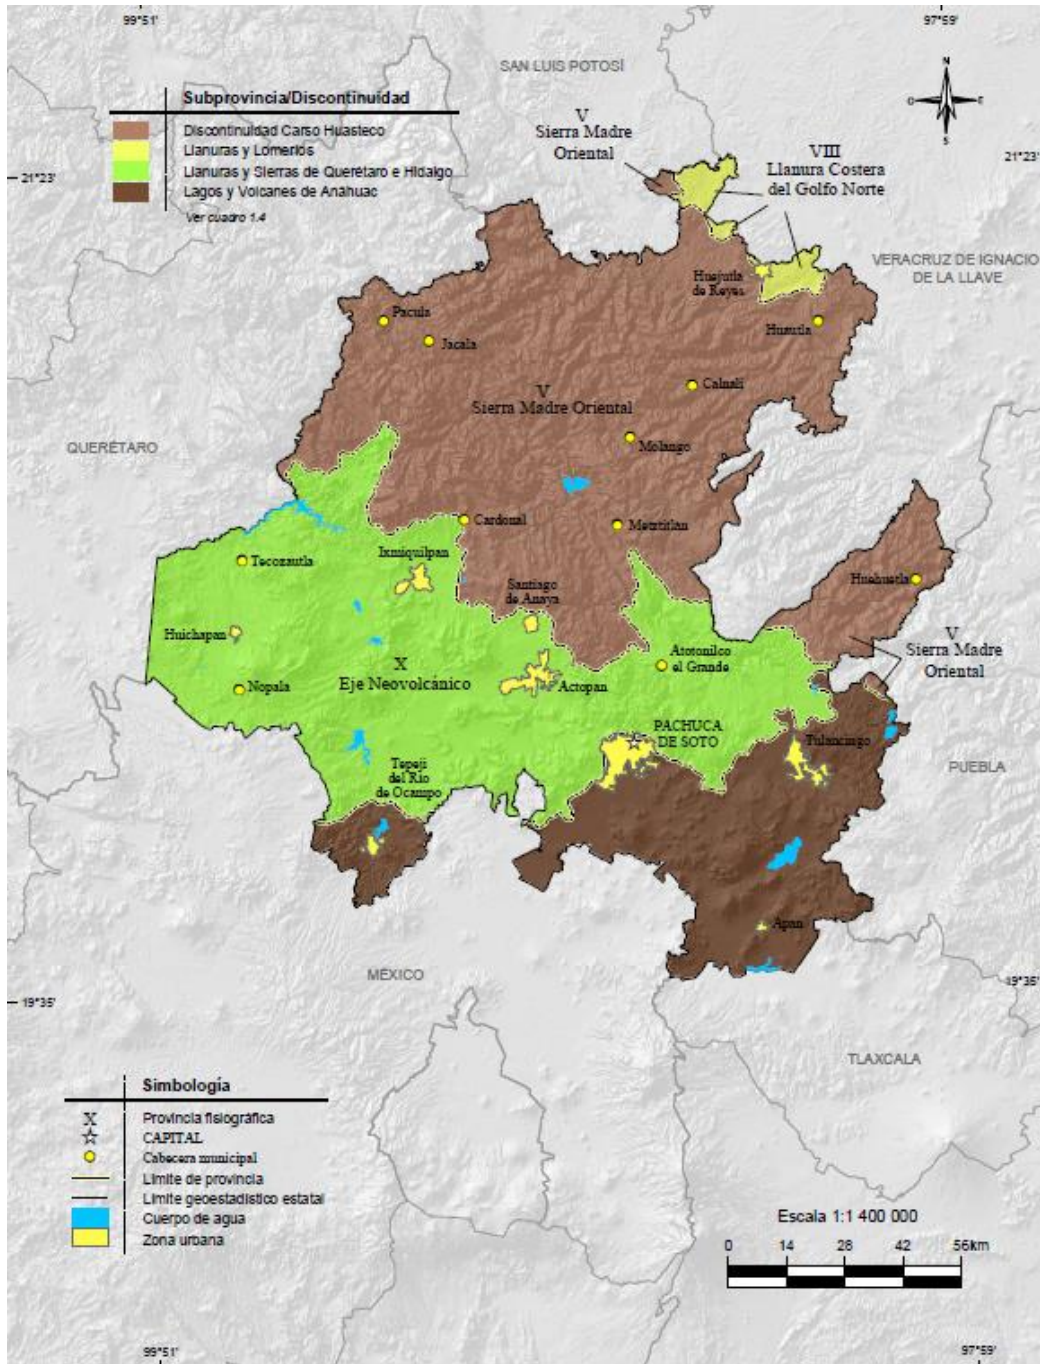 99°51'
97°59'
SAN LUIS POTOSÍ
N
O
E
S
Subprovincia/Discontinuidad
Discontinuidad Carso Huasteco
Llanuras y Lomeríos
Llanuras y Sierras de Querétaro e Hidalgo
Lagos y Volcanes de Anáhuac
Ver cuadro 1.4
V
Sierra Madre
Oriental
VIII
Llanura Costera
del Golfo Norte
21°23'
21°23'
VERACRUZ DE IGNACIO
DE LA LLAVE
Huejutla
de Reyes
Pacula
Jacala
Huautla
Calnali
V
Sierra Madre Oriental
QUERÉTARO
Molango
Cardonal
Metztitlan
Tecozautla
Ixmiquilpan
Santiago
de Anaya
Huehuetla
Huichapan
X
Eje Neovolcánico
Atotonilco
el Grande
V
Sierra Madre
Oriental
Nopala
Actopan
PACHUCA
DE SOTO
Tulancingo
Tepeji
del Río
de Ocampo
PUEBLA
Apan
MÉXICO
19°35'
19°35'
TLAXCALA
Simbología
X Provincia fisiográfica
CAPITAL
Cabecera municipal
Límite de provincia
Límite geoestadístico estatal
Cuerpo de agua
Zona urbana
Escala 1:1 400 000
0 14 28 42 56km
99°51'
97°59'